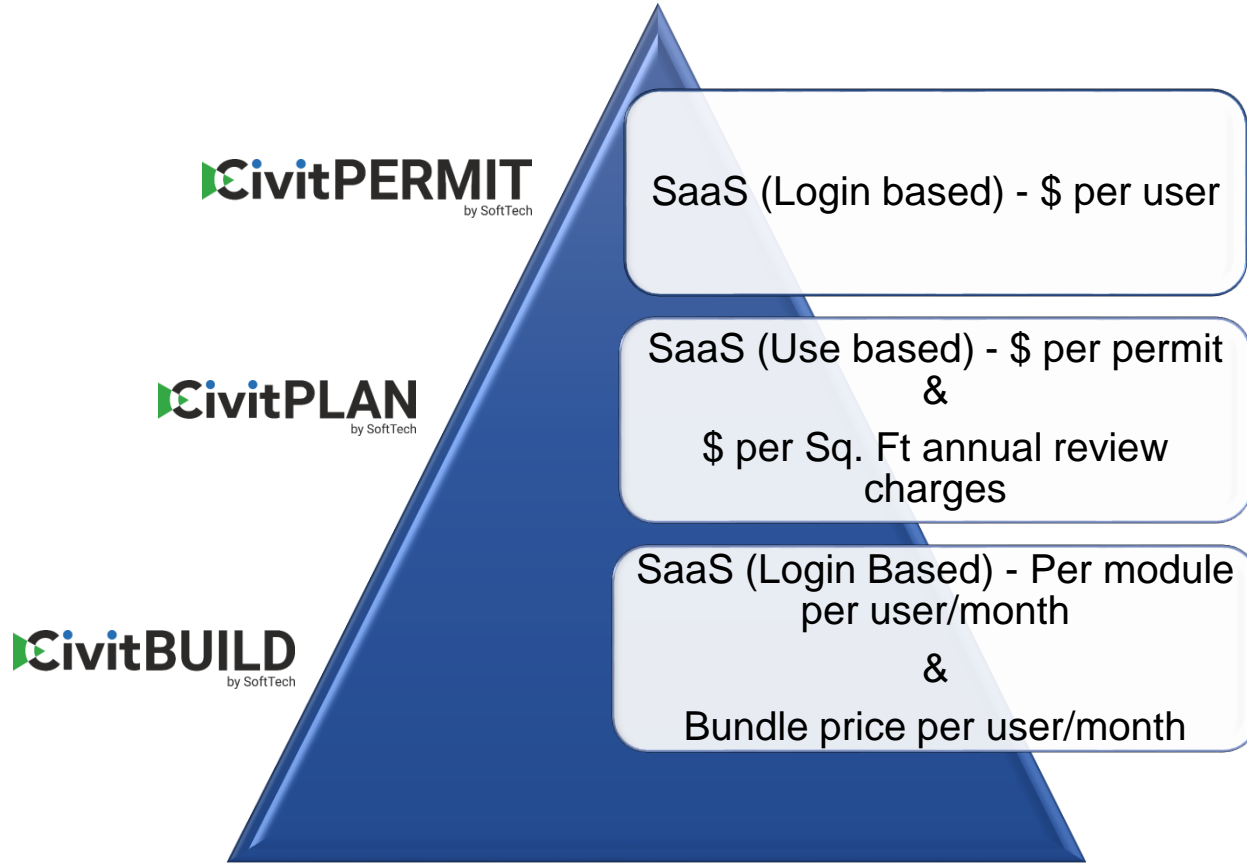 CivitPERMIT
by SoftTech
SaaS (Login based) - $ per user
CivitPLAN
by SoftTech
SaaS (Use based) - $ per permit
&
$ per Sq. Ft annual review
charges
CivitBUILD
by SoftTech
SaaS (Login Based) - Per module
per user/month
&
Bundle price per user/month